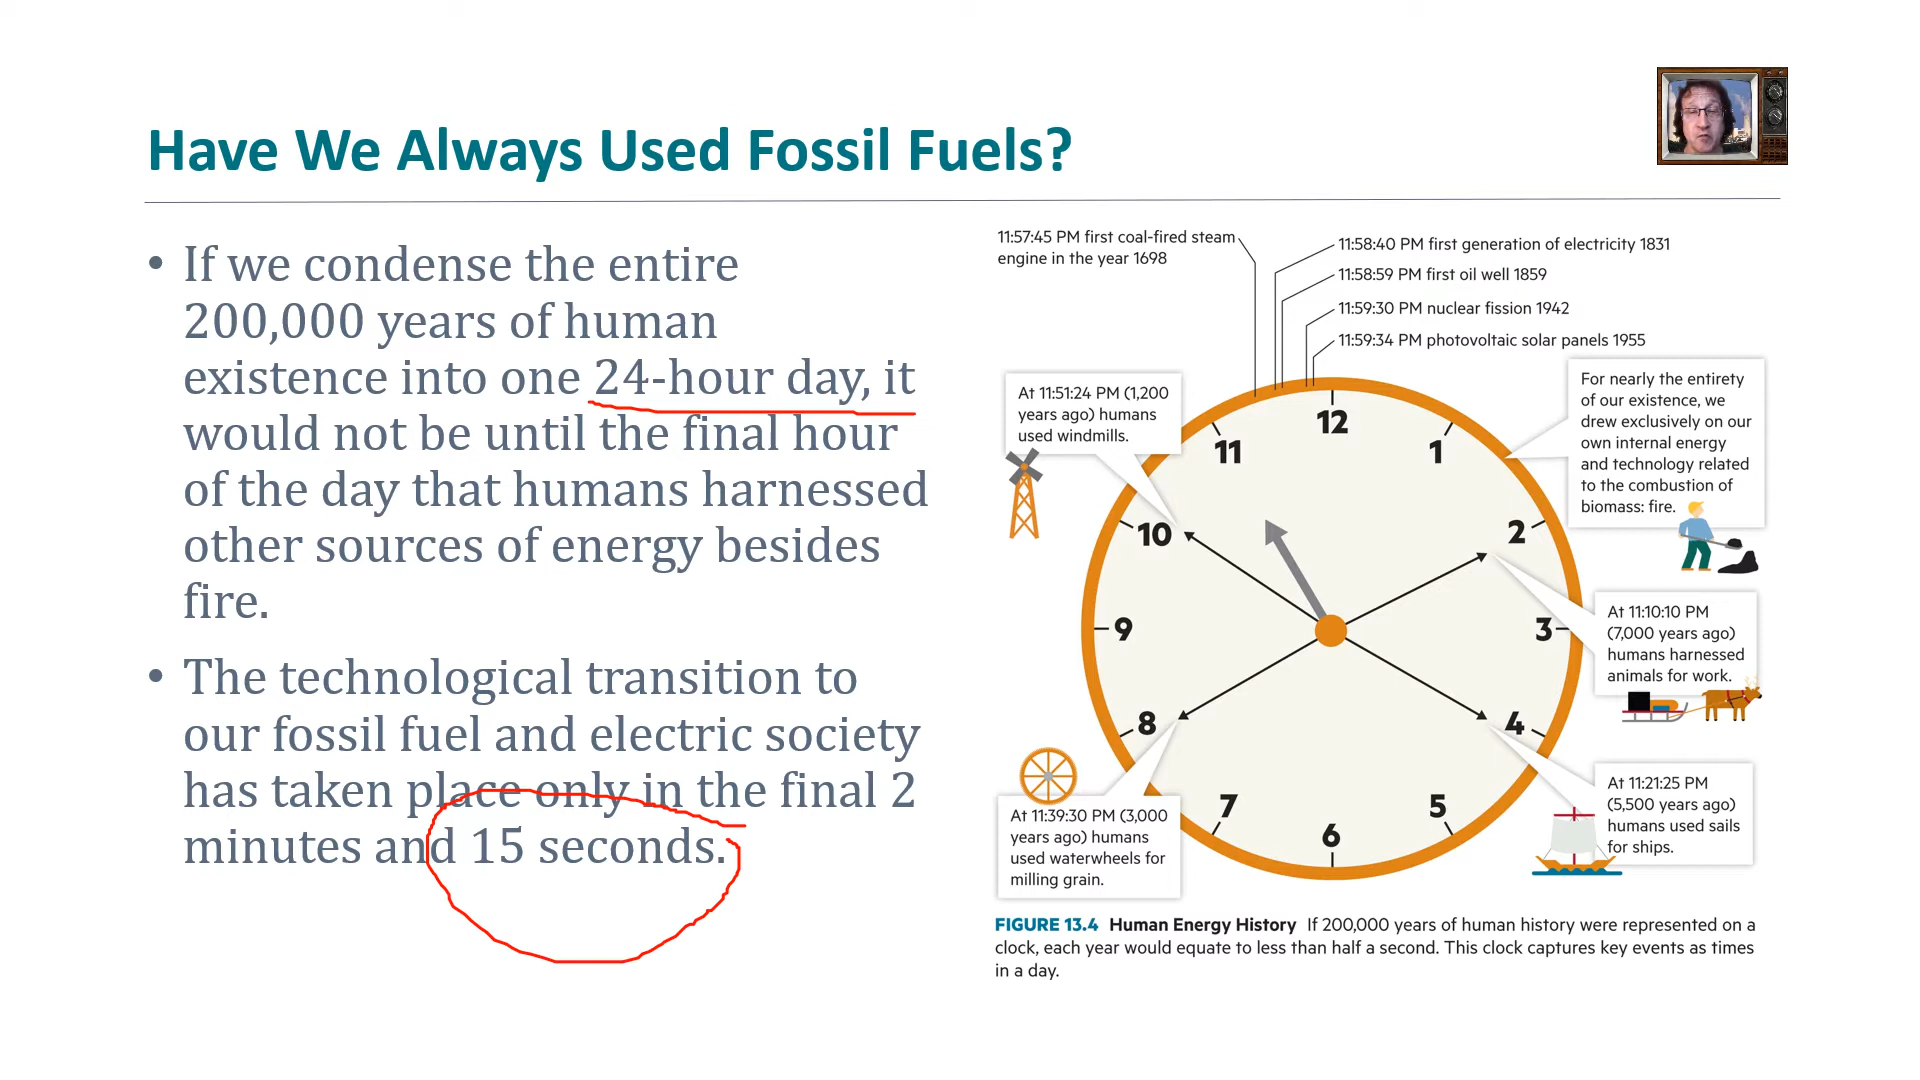 Have We Always Used Fossil Fuels?
• If we condense the entire
200,000 years of human
existence into one 24-hour day, it
would not be until the final hour
of the day that humans harnessed
other sources of energy besides
fire.
• The technological transition to
our fossil fuel and electric society
has taken place only in the final 2
minutes and 15 seconds.
11:57:45 PM first coal-fired steam
engine in the year 1698
11:58:40 PM first generation of electricity 1831
11:58:59 PM first oil well 1859
11:59:30 PM nuclear fission 1942
11:59:34 PM photovoltaic solar panels 1955
For nearly the entirety
of our existence, we
drew exclusively on our
own internal energy
and technology related
to the combustion of
biomass: fire.
At 11:51:24 PM (1,200
years ago) humans
used windmills.
12
1
2
3
4
5
6
7
8
9
10
11
At 11:10:10 PM
(7,000 years ago)
humans harnessed
animals for work.
At 11:21:25 PM
(5,500 years ago)
humans used sails
for ships.
At 11:39:30 PM (3,000
years ago) humans
used waterwheels for
milling grain.
FIGURE 13.4 Human Energy History If 200,000 years of human history were represented on a
clock, each year would equate to less than half a second. This clock captures key events as times
in a day.